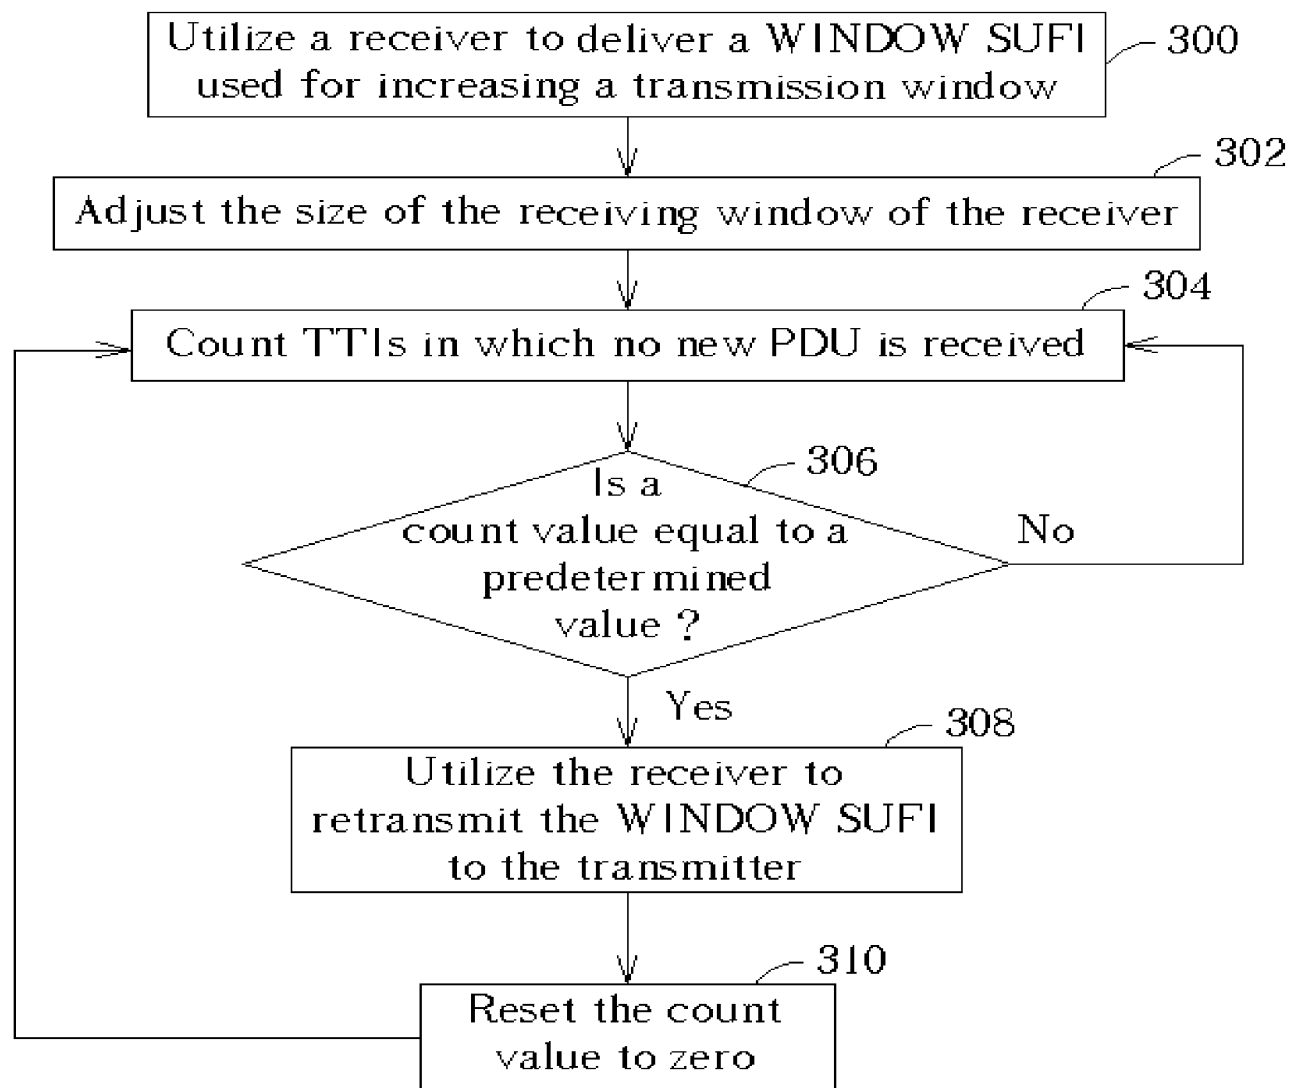 Utilize a receiver to deliver a WINDOW SUFI
used for increasing a transmission window
300
302
Adjust the size of the receiving window of the receiver
304
Count TTIs in which no new PDU is received
306
Is a
count value equal to a
predetermined
value ?
No
Yes
308
Utilize the receiver to
retransmit the WINDOW SUFI
to the transmitter
310
Reset the count
value to zero